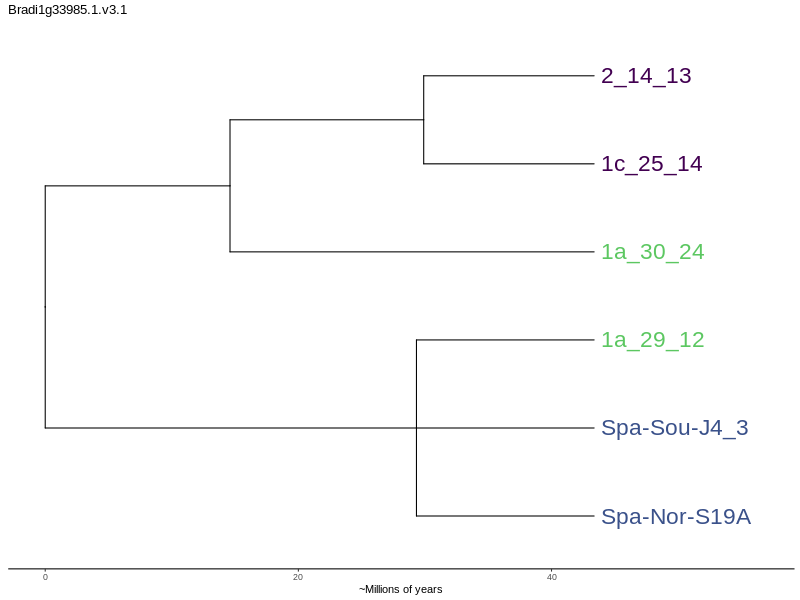 Bradi1g33985.1.v3.1
2_14_13
1c_25_14
1a_30_24
1a_29_12
Spa-Sou-J4_3
Spa-Nor-S19A
0 20 40
~Millions of years